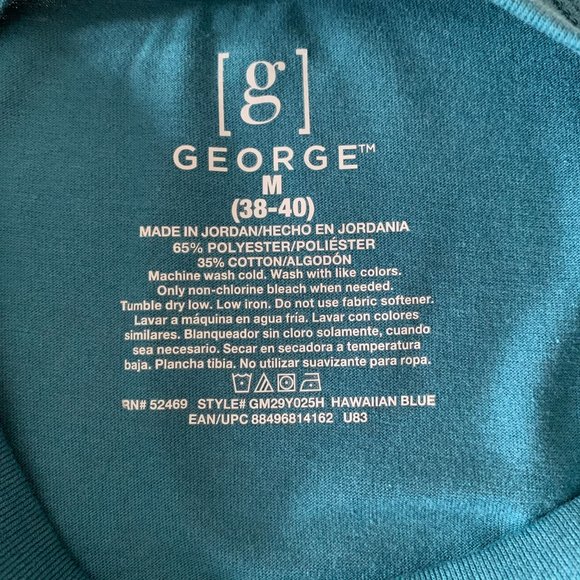 [g]
GEORGE™
M
(38-40)
MADE IN JORDAN/HECHO EN JORDANIA
65% POLYESTER/POLIÉSTER
35% COTTON/ALGODÓN
Machine wash cold. Wash with like colors.
Only non-chlorine bleach when needed.
Tumble dry low. Low iron. Do not use fabric softener.
Lavar a máquina en agua fría. Lavar con colores
similares. Blanqueador sin cloro solamente, cuando
sea necesario. Secar en secadora a temperatura
baja. Plancha tibia. No utilizar suavizante para ropa.
RN# 52469 STYLE# GM29Y025H HAWAIIAN BLUE
EAN/UPC 88496814162 U83